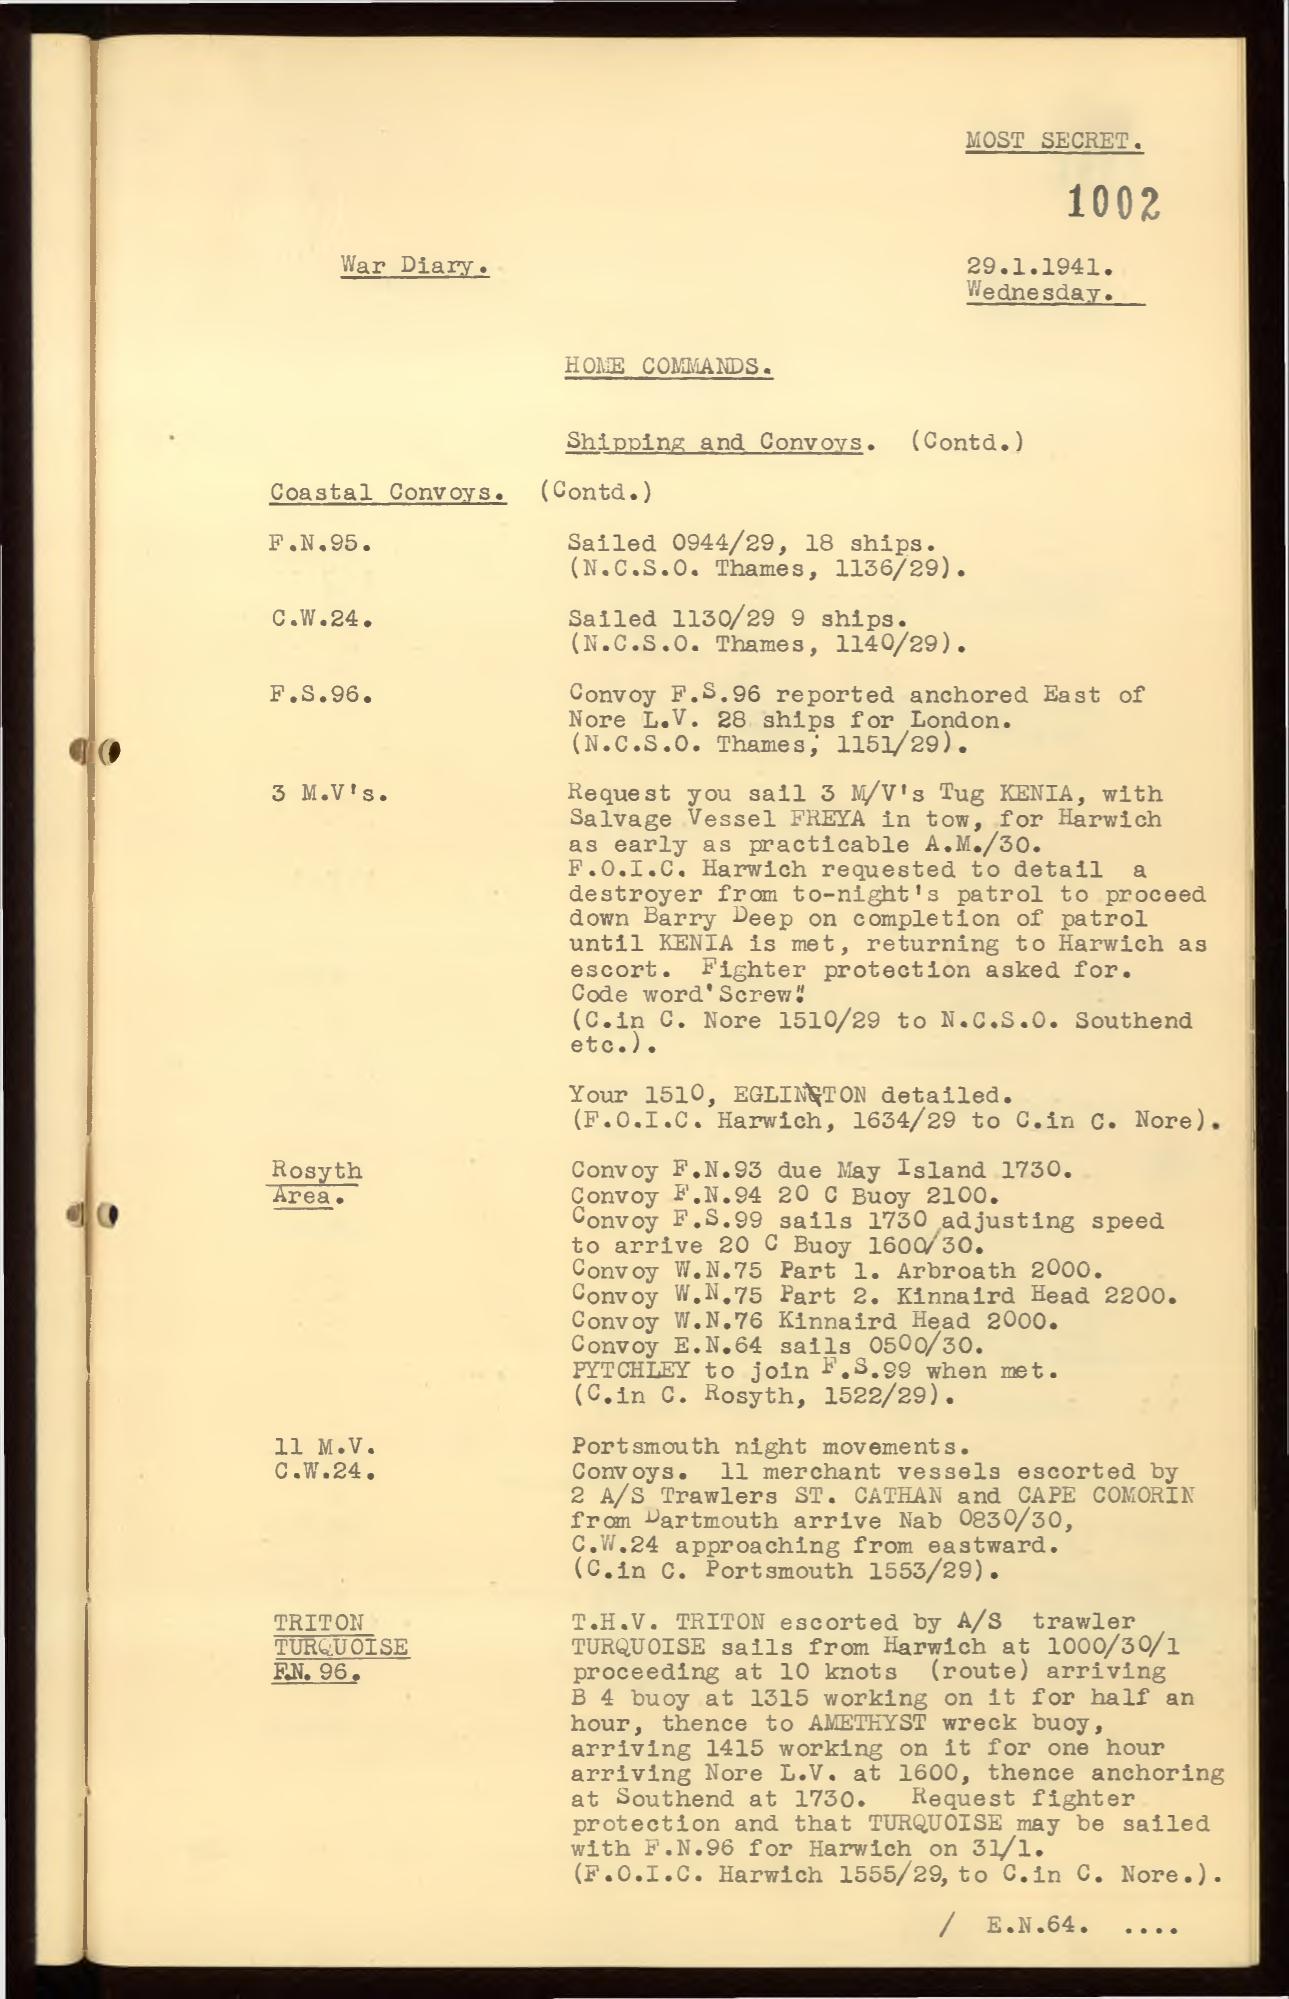 MOST SECRET.
1002
War Diary.
29.1.1941.
Wednesday.
HOME COMMANDS.
Shipping and Convoys. (Contd.)
Coastal Convoys. (Contd.)
F.N.95.
Sailed 0944/29, 18 ships.
(N.C.S.O. Thames, 1136/29).
C.W.24.
Sailed 1130/29 9 ships.
(N.C.S.O. Thames, 1140/29).
F.S.96.
Convoy F.S.96 reported anchored East of
Nore L.V. 28 ships for London.
(N.C.S.O. Thames, 1151/29).
3 M.V's.
Request you sail 3 M/V's Tug KENIA, with
Salvage Vessel FREYA in tow, for Harwich
as early as practicable A.M./30.
F.O.I.C. Harwich requested to detail a
destroyer from to-night's patrol to proceed
down Barry Deep on completion of patrol
until KENIA is met, returning to Harwich as
escort. Fighter protection asked for.
Code word'Screw".
(C.in C. Nore 1510/29 to N.C.S.O. Southend
etc.).
Your 1510, EGLINTON detailed.
(F.O.I.C. Harwich, 1634/29 to C.in C. Nore).
Rosyth
Area.
Convoy F.N.93 due May Island 1730.
Convoy F.N.94 20 C Buoy 2100.
Convoy F.S.99 sails 1730 adjusting speed
to arrive 20 C Buoy 1600/30.
Convoy W.N.75 Part 1. Arbroath 2000.
Convoy W.N.75 Part 2. Kinnaird Head 2200.
Convoy W.N.76 Kinnaird Head 2000.
Convoy E.N.64 sails 0500/30.
PYTCHLEY to join F.S.99 when met.
(C.in C. Rosyth, 1522/29).
11 M.V.
C.W.24.
Portsmouth night movements.
Convoys. 11 merchant vessels escorted by
2 A/S Trawlers ST. CATHAN and CAPE COMORIN
from Dartmouth arrive Nab 0830/30,
C.W.24 approaching from eastward.
(C.in C. Portsmouth 1553/29).
TRITON
TURQUOISE
F.N. 96.
T.H.V. TRITON escorted by A/S trawler
TURQUOISE sails from Harwich at 1000/30/1
proceeding at 10 knots (route) arriving
B 4 buoy at 1315 working on it for half an
hour, thence to AMETHYST wreck buoy,
arriving 1415 working on it for one hour
arriving Nore L.V. at 1600, thence anchoring
at Southend at 1730. Request fighter
protection and that TURQUOISE may be sailed
with F.N.96 for Harwich on 31/1.
(F.O.I.C. Harwich 1555/29, to C.in C. Nore.).
/ E.N.64. ....